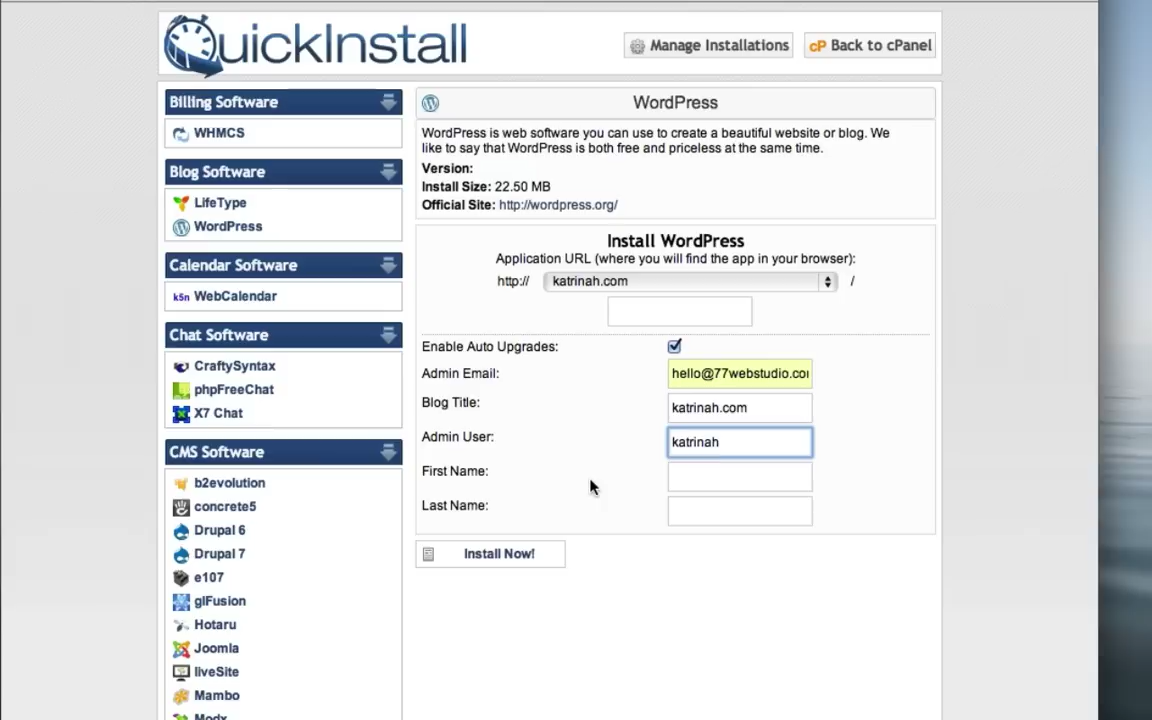 QuickInstall
Manage Installations
cP Back to cPanel
Billing Software
WHMCS
Blog Software
LifeType
WordPress
Calendar Software
k5n WebCalendar
Chat Software
CraftySyntax
phpFreeChat
X7 Chat
CMS Software
b2evolution
concrete5
Drupal 6
Drupal 7
e107
glFusion
Hotaru
Joomla
liveSite
Mambo
Modx
WordPress
WordPress is web software you can use to create a beautiful website or blog. We
like to say that WordPress is both free and priceless at the same time.
Version:
Install Size: 22.50 MB
Official Site: http://wordpress.org/
Install WordPress
Application URL (where you will find the app in your browser):
http:// katrinah.com /
Enable Auto Upgrades:
Admin Email: hello@77webstudio.co
Blog Title: katrinah.com
Admin User: katrinah
First Name:
Last Name:
Install Now!